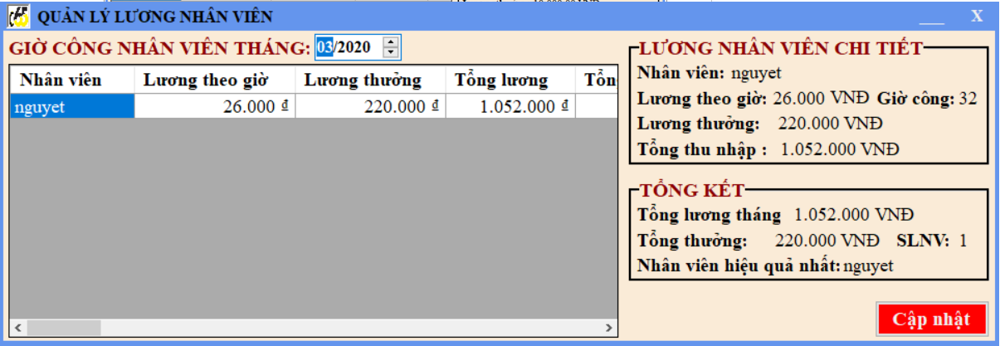 QUẢN LÝ LƯƠNG NHÂN VIÊN X
GIỜ CÔNG NHÂN VIÊN THÁNG: 03/2020
Nhân viên Lương theo giờ Lương thưởng Tổng lương Tổn
nguyet 26.000 ₫ 220.000 ₫ 1.052.000 ₫
LƯƠNG NHÂN VIÊN CHI TIẾT
Nhân viên: nguyet
Lương theo giờ: 26.000 VNĐ Giờ công: 32
Lương thưởng: 220.000 VNĐ
Tổng thu nhập : 1.052.000 VNĐ
TỔNG KẾT
Tổng lương tháng 1.052.000 VNĐ
Tổng thưởng: 220.000 VNĐ SLNV: 1
Nhân viên hiệu quả nhất: nguyet
Cập nhật